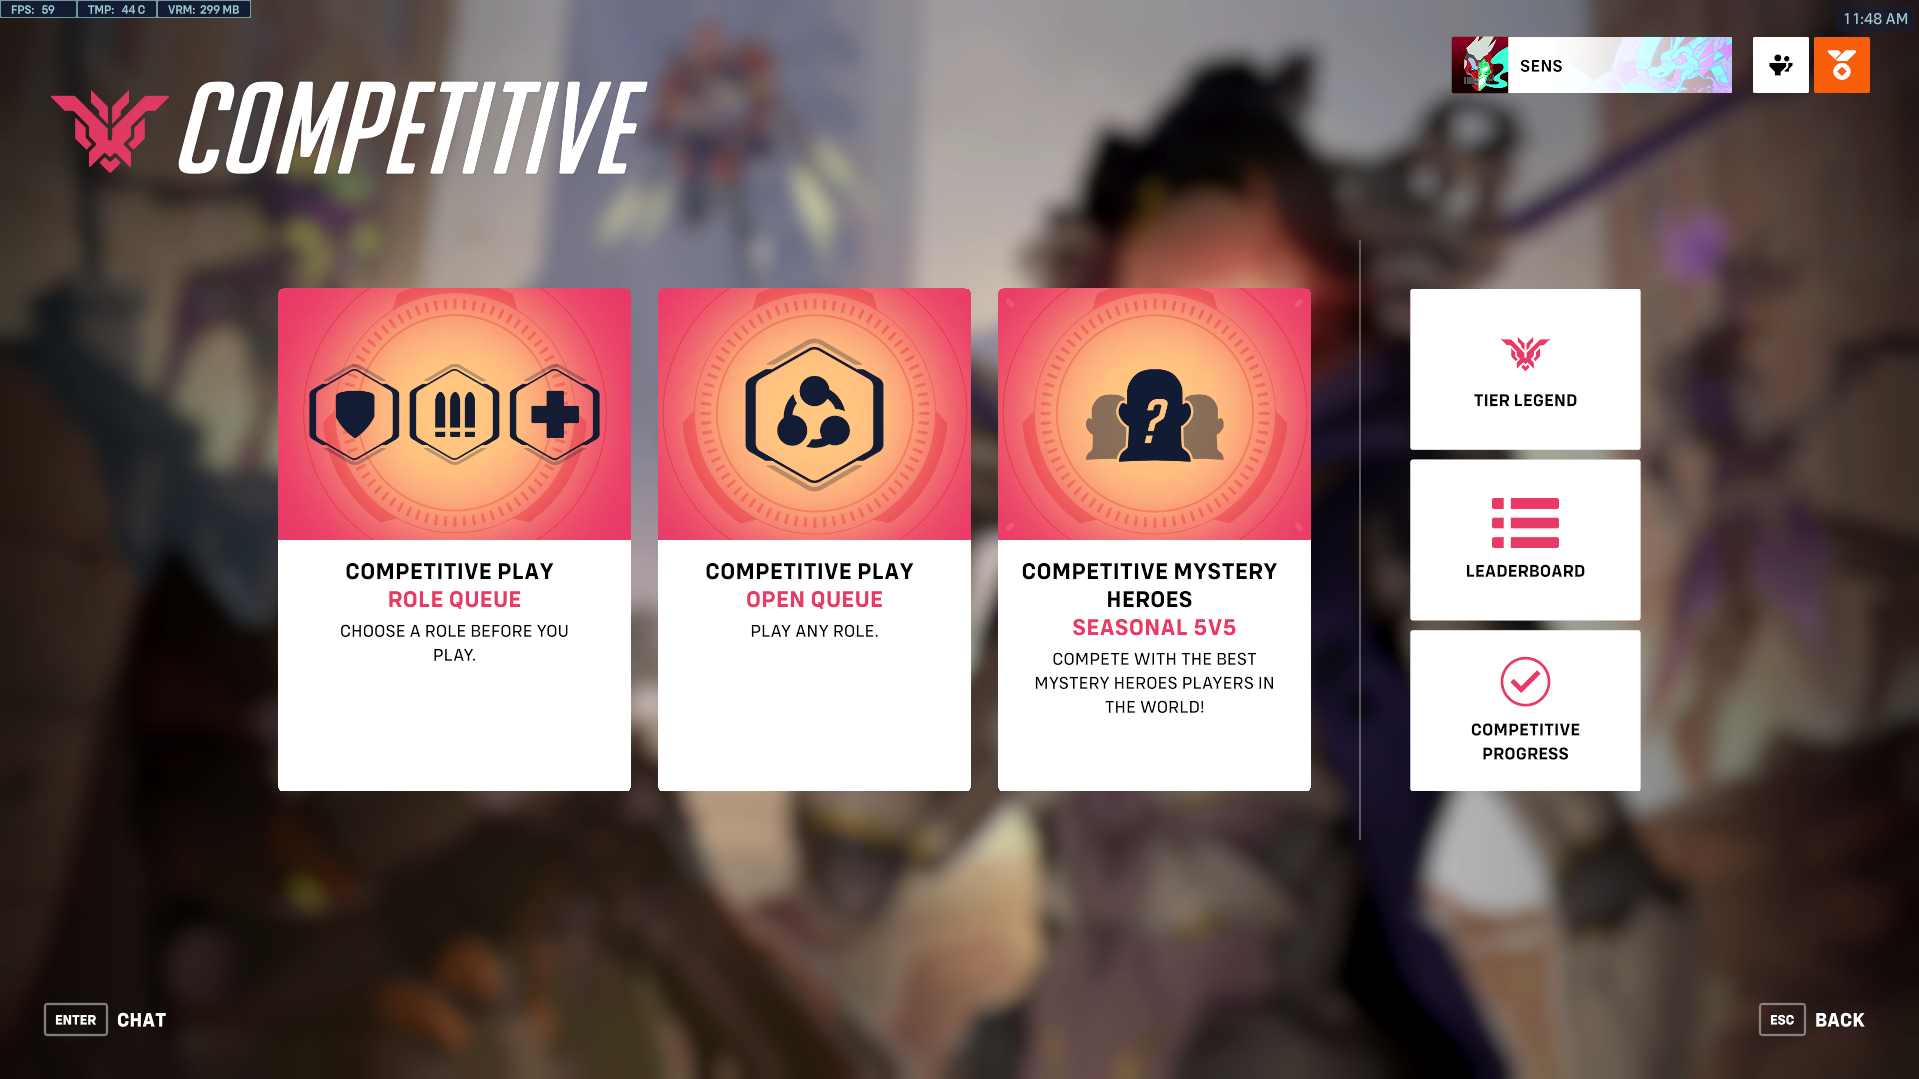 FPS: 59 TMP: 44 C VRM: 299 MB
11:48 AM
SENS
COMPETITIVE
COMPETITIVE PLAY
ROLE QUEUE
CHOOSE A ROLE BEFORE YOU
PLAY.
COMPETITIVE PLAY
OPEN QUEUE
PLAY ANY ROLE.
?
COMPETITIVE MYSTERY
HEROES
SEASONAL 5V5
COMPETE WITH THE BEST
MYSTERY HEROES PLAYERS IN
THE WORLD!
TIER LEGEND
LEADERBOARD
COMPETITIVE
PROGRESS
ENTER CHAT
ESC BACK